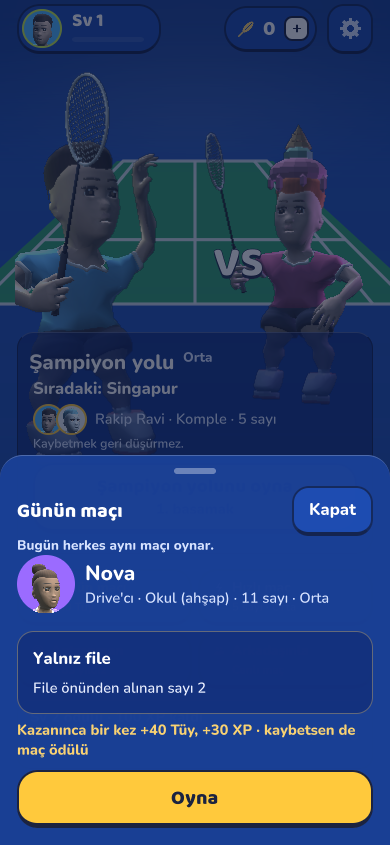 Sv 1
0 +
VS
Şampiyon yolu Orta
Sıradaki: Singapur
Rakip Ravi · Komple · 5 sayı
Kaybetmek geri düşürmez.
Günün maçı
Kapat
Bugün herkes aynı maçı oynar.
Nova
Drive'cı · Okul (ahşap) · 11 sayı · Orta
Yalnız file
File önünden alınan sayı 2
Kazanınca bir kez +40 Tüy, +30 XP · kaybetsen de
maç ödülü
Oyna